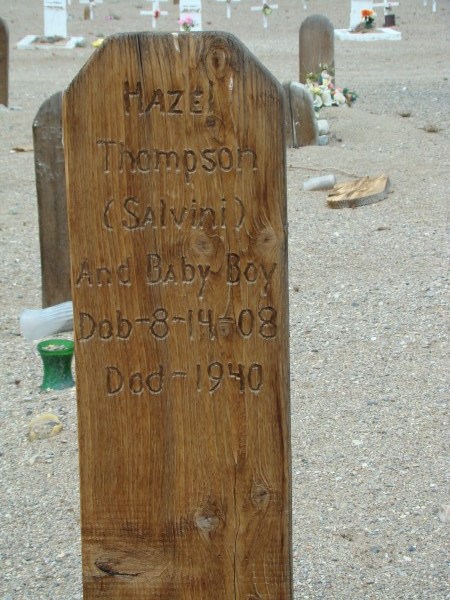 HAZEL
Thompson
(SAlvini)
And BAby Boy
Dob-8-14-08
Dod-1940